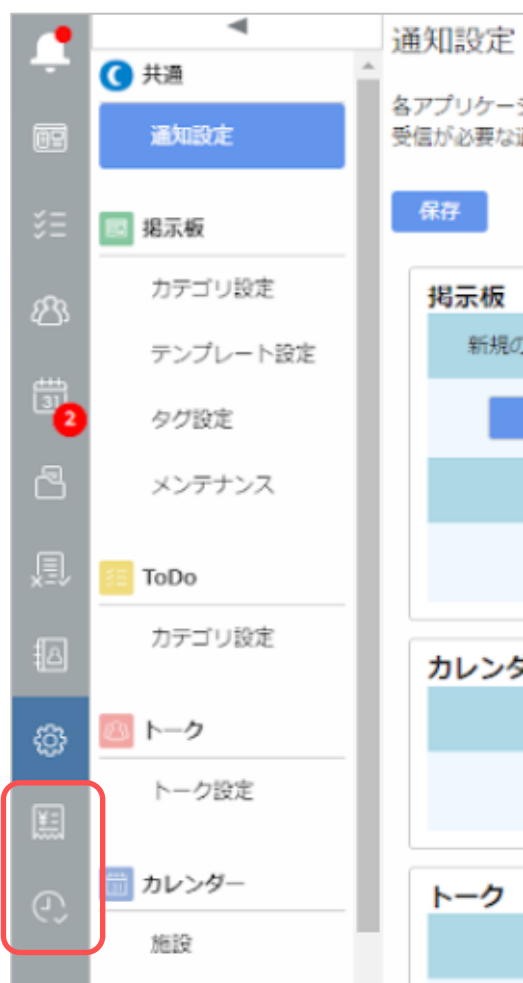 ◀
共通
通知設定
掲示板
カテゴリ設定
テンプレート設定
タグ設定
メンテナンス
ToDo
カテゴリ設定
トーク
トーク設定
カレンダー
施設
31
2
通知設定
各アプリケーシ
受信が必要な
保存
掲示板
新規の
カレンダ
トーク